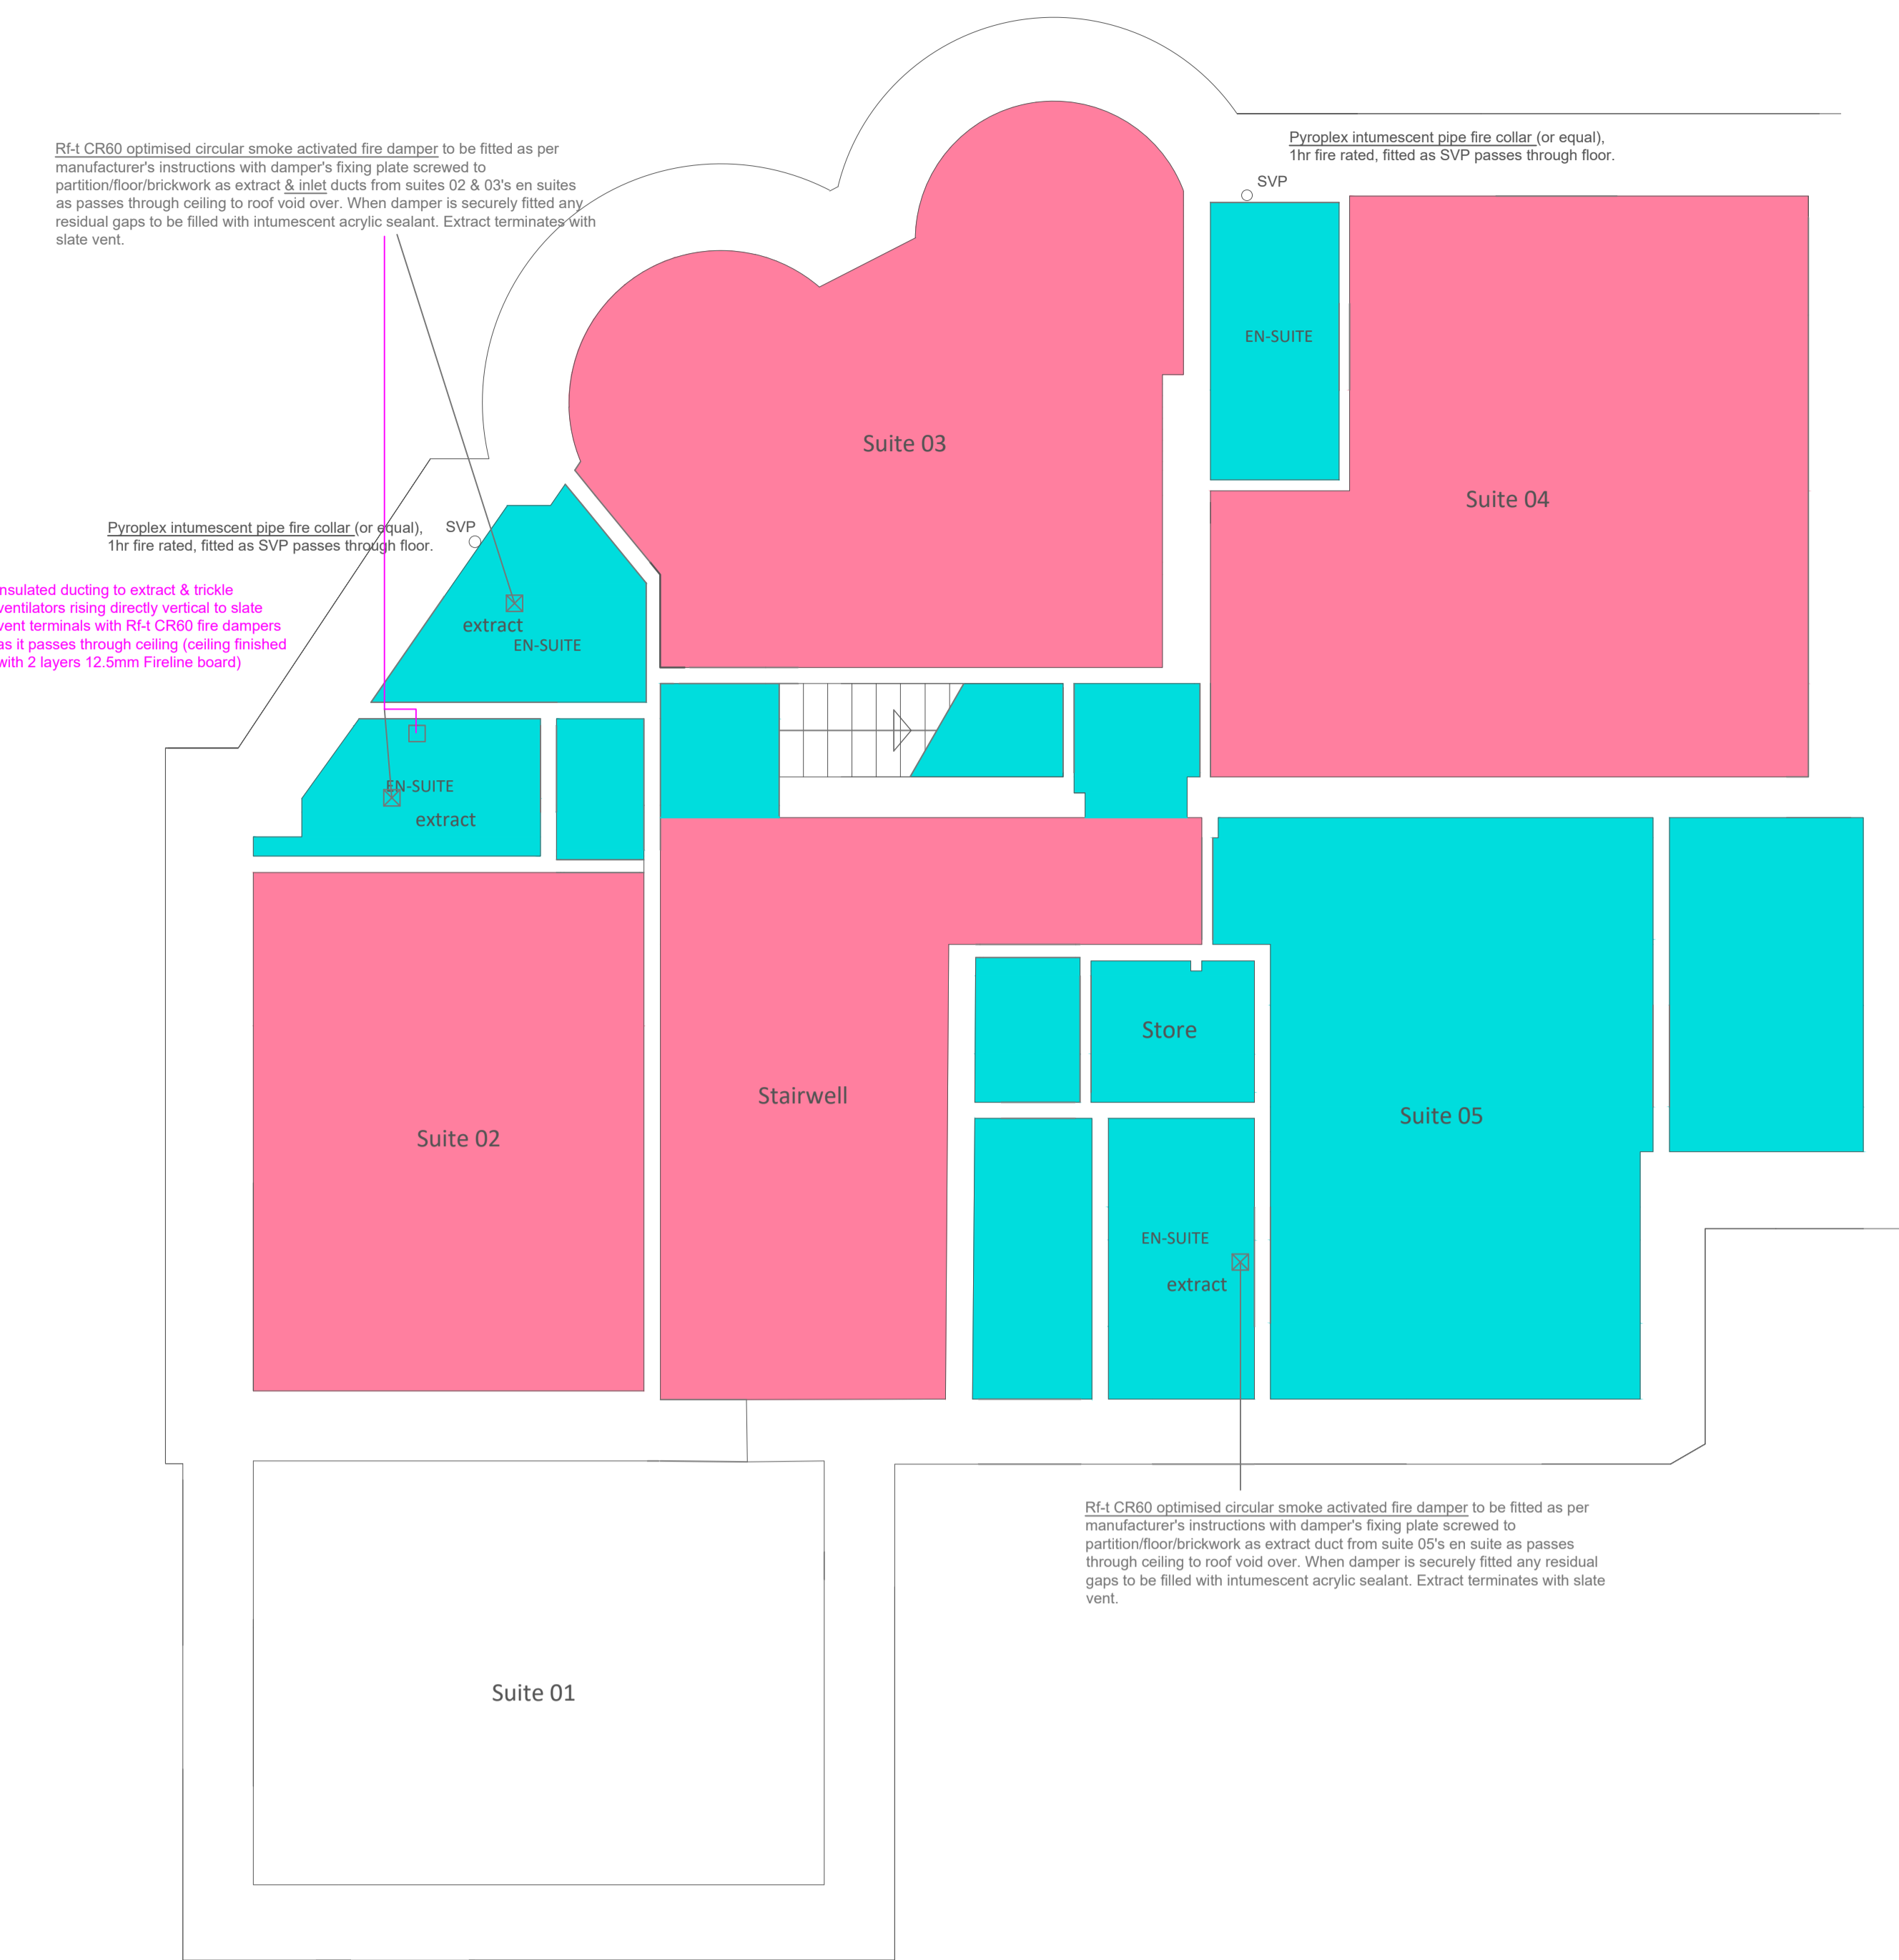 Rf-t CR60 optimised circular smoke activated fire damper to be fitted as per
manufacturer's instructions with damper's fixing plate screwed to
partition/floor/brickwork as extract & inlet ducts from suites 02 & 03's en suites
as passes through ceiling to roof void over. When damper is securely fitted any
residual gaps to be filled with intumescent acrylic sealant. Extract terminates with
slate vent.
Pyroplex intumescent pipe fire collar (or equal),
1hr fire rated, fitted as SVP passes through floor.
SVP
EN-SUITE
Suite 03
Suite 04
Pyroplex intumescent pipe fire collar (or equal),
1hr fire rated, fitted as SVP passes through floor.
SVP
nsulated ducting to extract & trickle
ventilators rising directly vertical to slate
vent terminals with Rf-t CR60 fire dampers
as it passes through ceiling (ceiling finished
with 2 layers 12.5mm Fireline board)
extract
EN-SUITE
EN-SUITE
extract
Store
Stairwell
Suite 05
Suite 02
EN-SUITE
extract
Rf-t CR60 optimised circular smoke activated fire damper to be fitted as per
manufacturer's instructions with damper's fixing plate screwed to
partition/floor/brickwork as extract duct from suite 05's en suite as passes
through ceiling to roof void over. When damper is securely fitted any residual
gaps to be filled with intumescent acrylic sealant. Extract terminates with slate
vent.
Suite 01